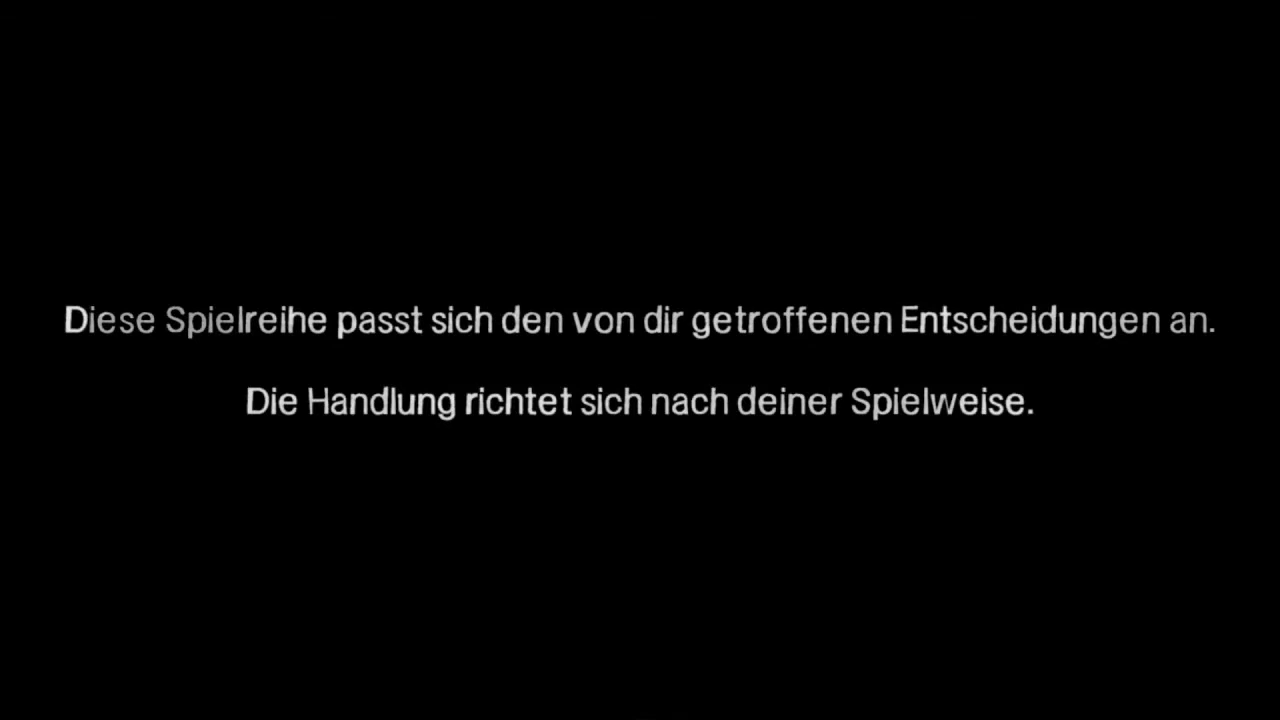 Diese Spielreihe passt sich den von dir getroffenen Entscheidungen an.
Die Handlung richtet sich nach deiner Spielweise.